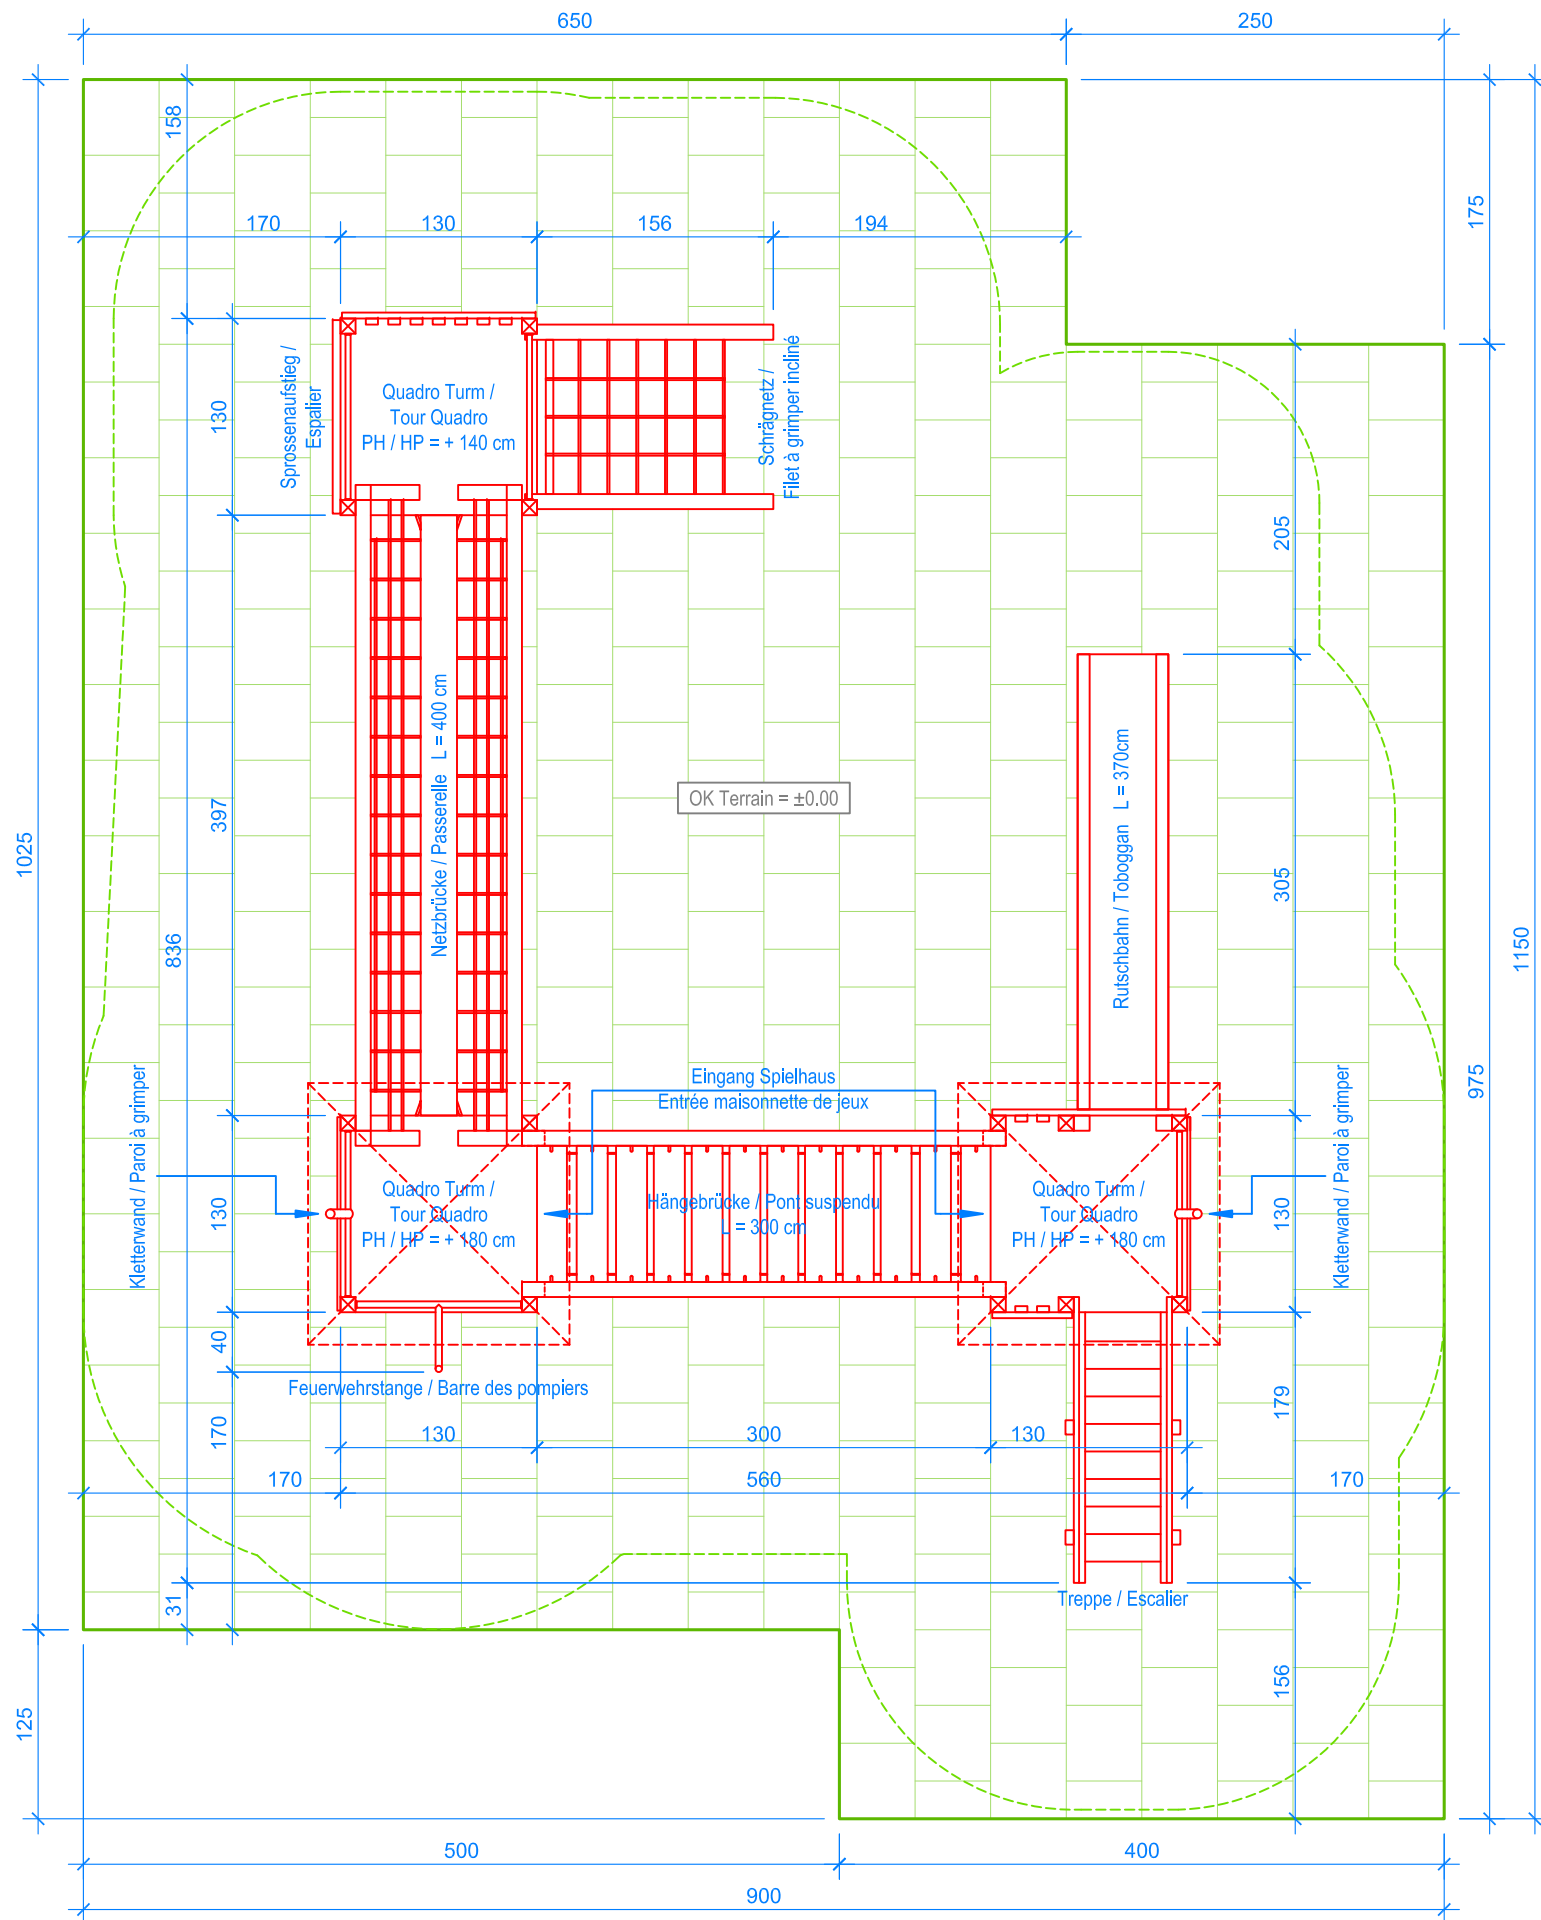 650
250
158
175
170
130
156
194
Sprossenaufstieg /
Espalier
Quadro Turm /
Tour Quadro
PH / HP = + 140 cm
Schrägnetz /
Filet à grimper incliné
130
205
Netzbrücke / Passerelle L = 400 cm
OK Terrain = ±0.00
Rutschbahn / Toboggan L = 370cm
397
1025
305
836
1150
975
Eingang Spielhaus
Entrée maisonnette de jeux
Kletterwand / Paroi à grimper
Kletterwand / Paroi à grimper
130
Quadro Turm /
Tour Quadro
PH / HP = + 180 cm
Hängebrücke / Pont suspendu
L = 300 cm
Quadro Turm /
Tour Quadro
PH / HP = + 180 cm
130
40
Feuerwehrstange / Barre des pompiers
179
170
130
300
130
170
560
170
31
Treppe / Escalier
156
125
500
400
900